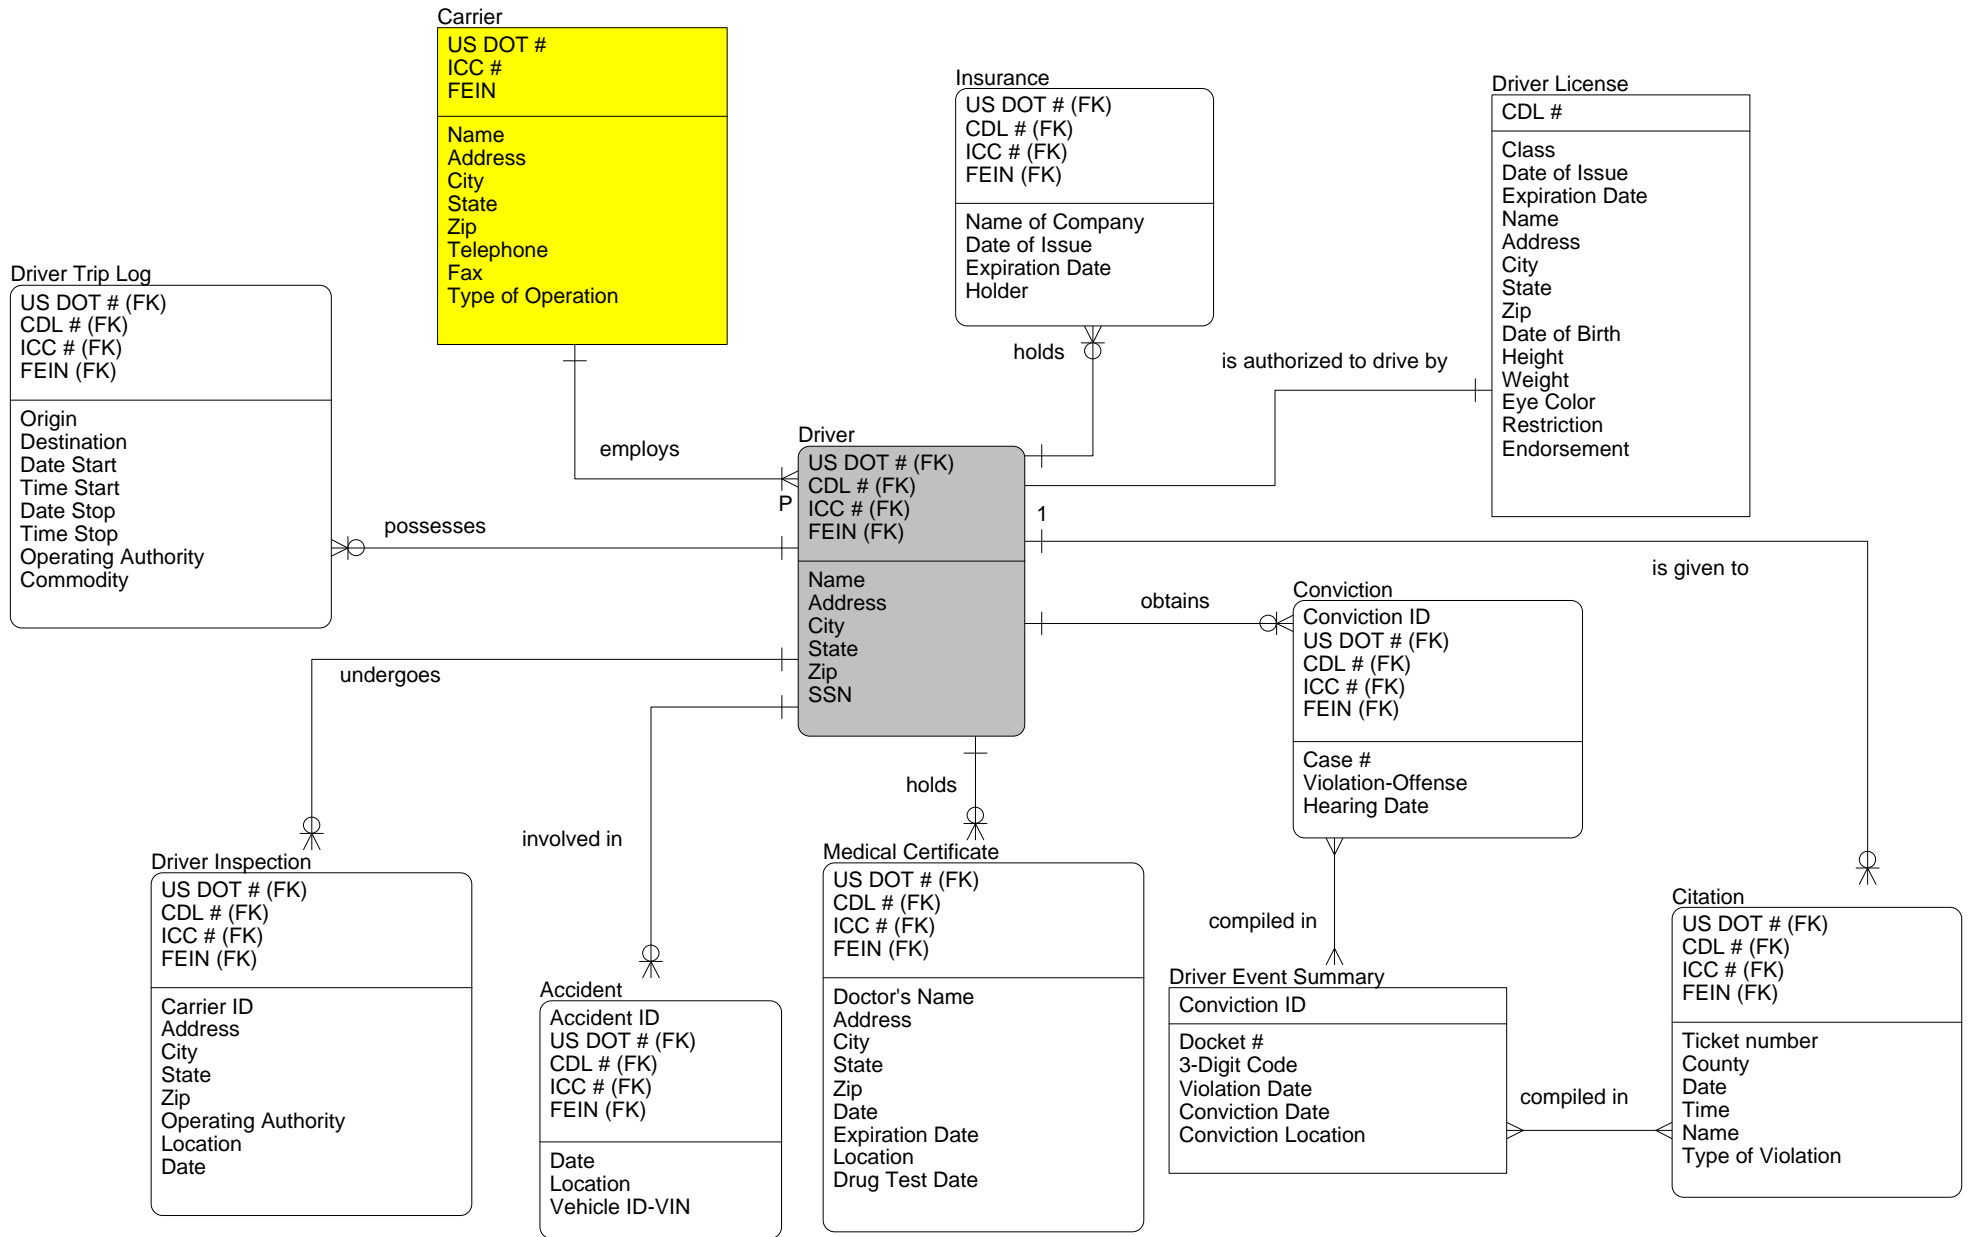 Carrier
US DOT #
ICC #
FEIN
Name
Address
City
State
Zip
Telephone
Fax
Type of Operation
Insurance
US DOT # (FK)
CDL # (FK)
ICC # (FK)
FEIN (FK)
Name of Company
Date of Issue
Expiration Date
Holder
Driver License
CDL #
Class
Date of Issue
Expiration Date
Name
Address
City
State
Zip
Date of Birth
Height
Weight
Eye Color
Restriction
Endorsement
Driver Trip Log
US DOT # (FK)
CDL # (FK)
ICC # (FK)
FEIN (FK)
Origin
Destination
Date Start
Time Start
Date Stop
Time Stop
Operating Authority
Commodity
holds
is authorized to drive by
employs
P
possesses
Driver
US DOT # (FK)
CDL # (FK)
ICC # (FK)
FEIN (FK)
Name
Address
City
State
Zip
SSN
1
is given to
obtains
undergoes
involved in
holds
Conviction
Conviction ID
US DOT # (FK)
CDL # (FK)
ICC # (FK)
FEIN (FK)
Case #
Violation-Offense
Hearing Date
compiled in
Driver Inspection
US DOT # (FK)
CDL # (FK)
ICC # (FK)
FEIN (FK)
Carrier ID
Address
City
State
Zip
Operating Authority
Location
Date
Accident
Accident ID
US DOT # (FK)
CDL # (FK)
ICC # (FK)
FEIN (FK)
Date
Location
Vehicle ID-VIN
Medical Certificate
US DOT # (FK)
CDL # (FK)
ICC # (FK)
FEIN (FK)
Doctor's Name
Address
City
State
Zip
Date
Expiration Date
Location
Drug Test Date
Driver Event Summary
Conviction ID
Docket #
3-Digit Code
Violation Date
Conviction Date
Conviction Location
compiled in
Citation
US DOT # (FK)
CDL # (FK)
ICC # (FK)
FEIN (FK)
Ticket number
County
Date
Time
Name
Type of Violation